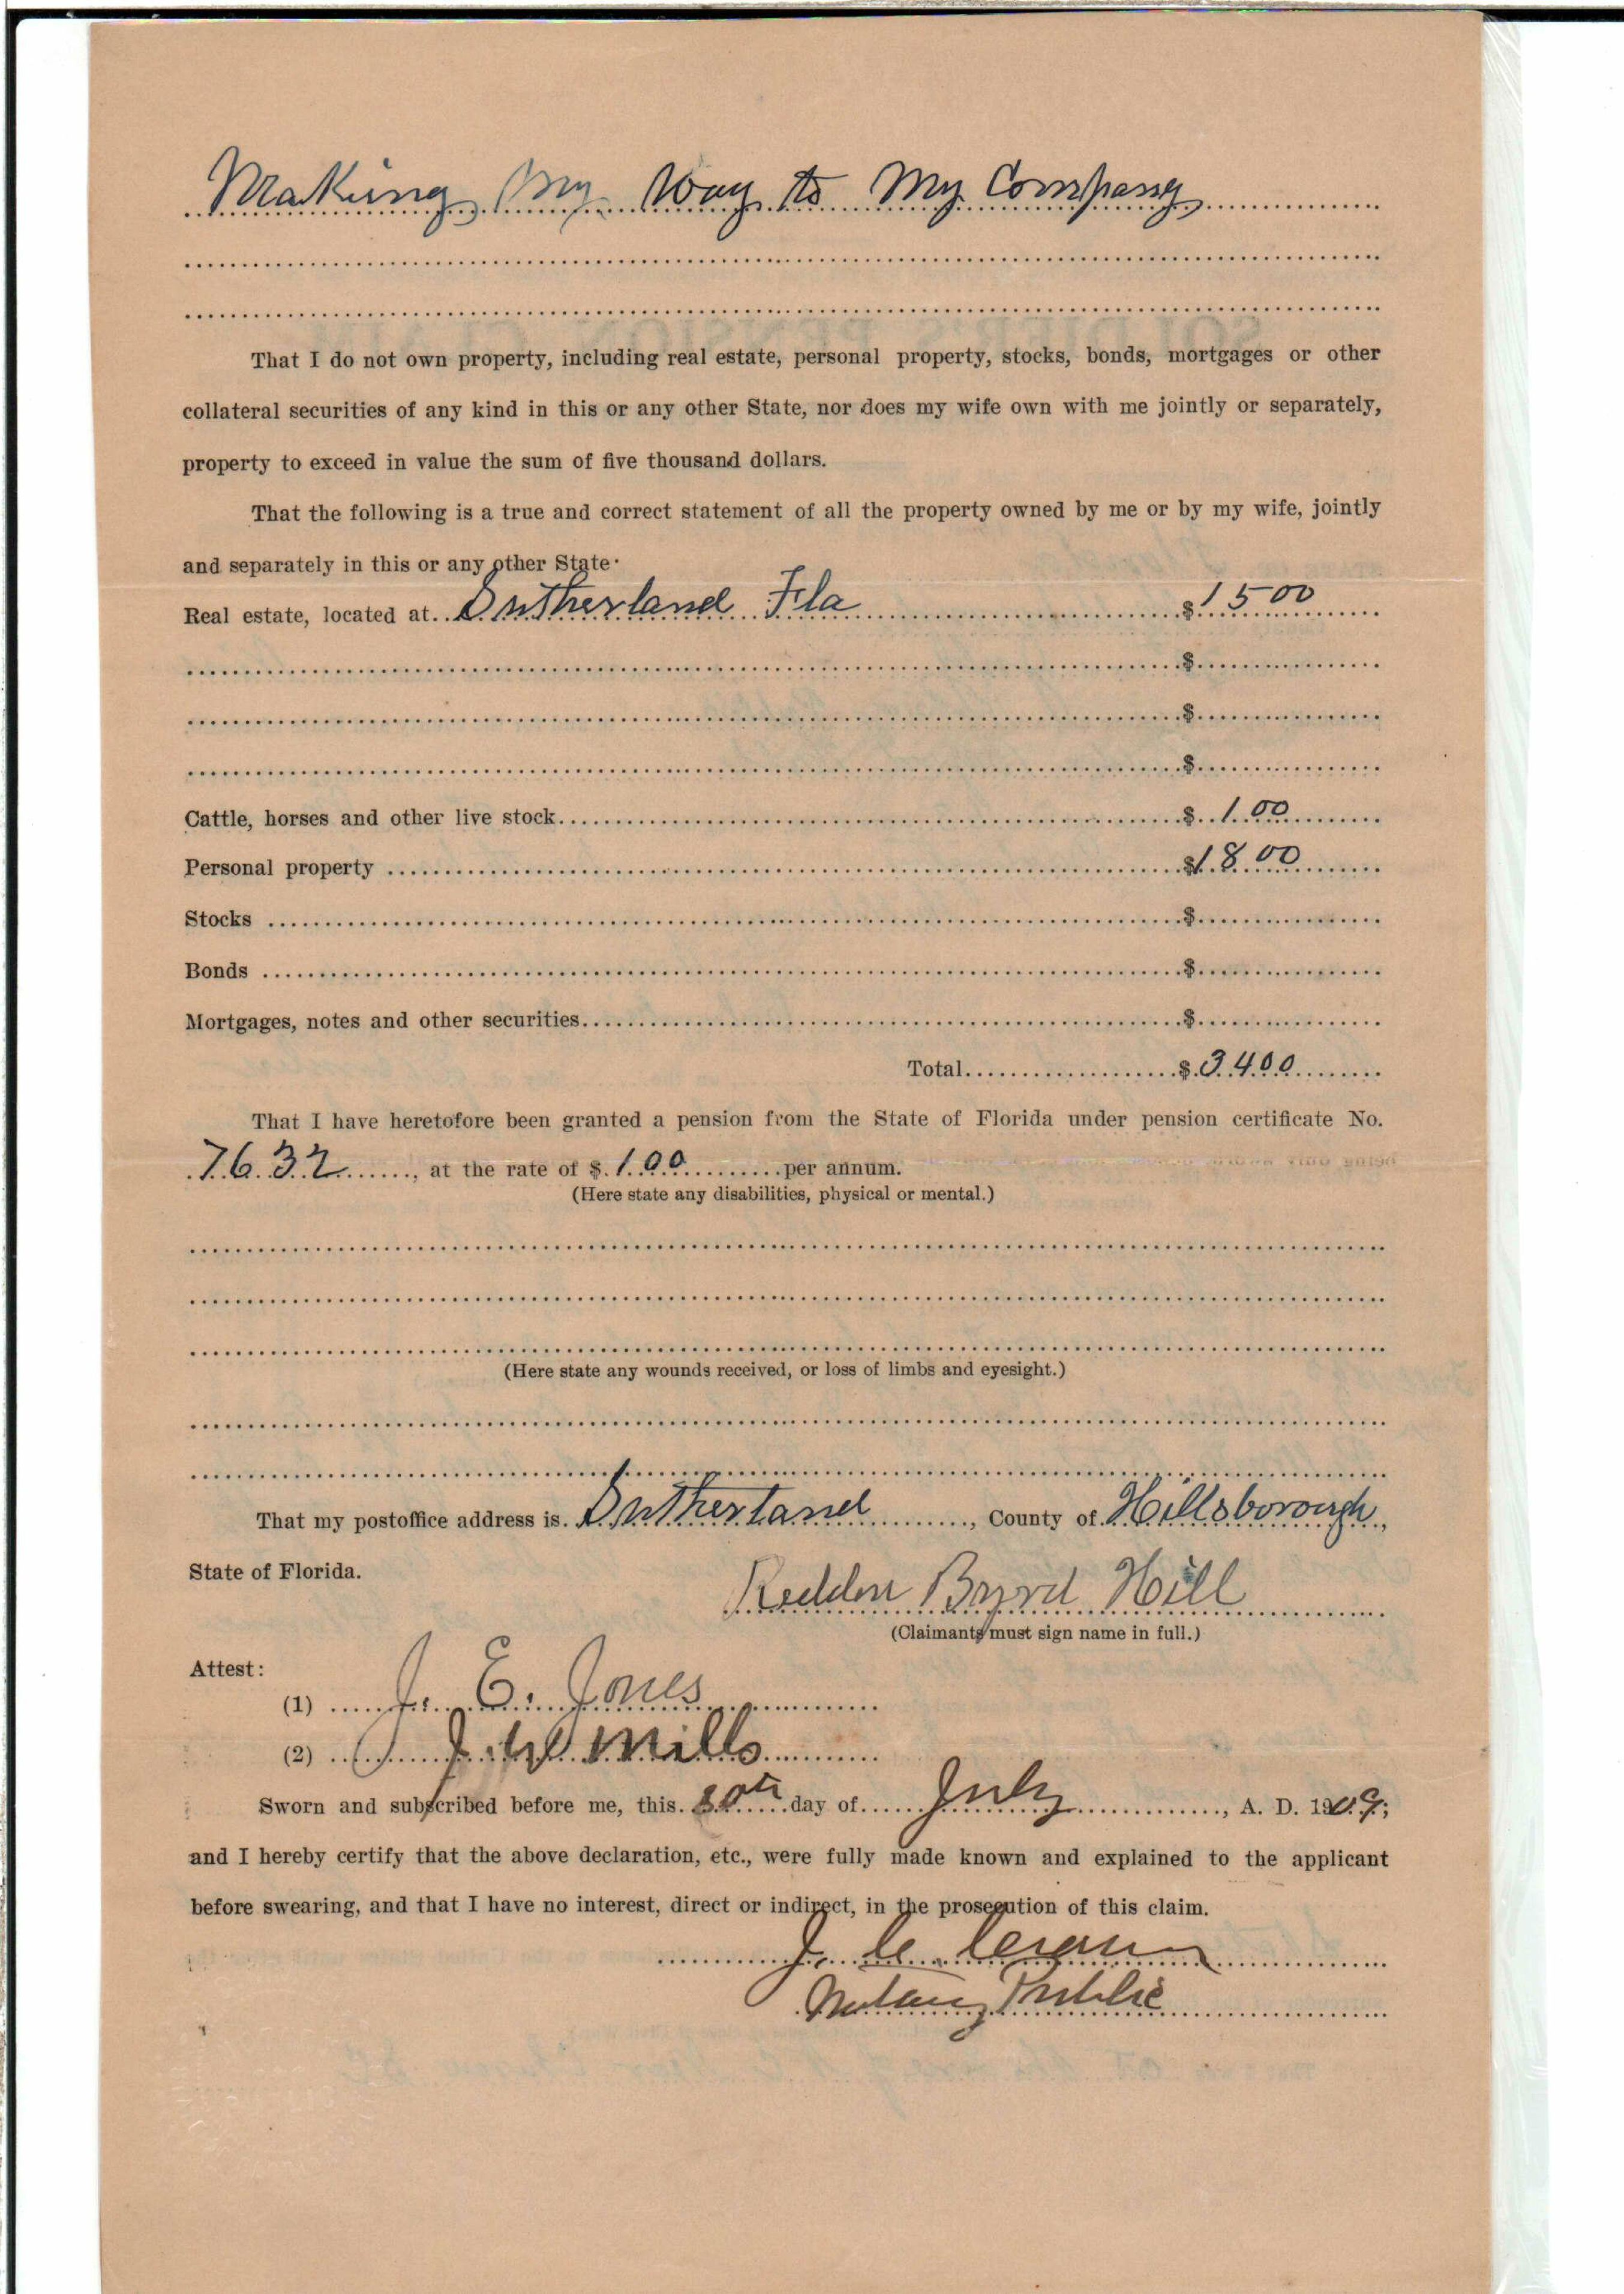 Making My Way to My Company
That I do not own property, including real estate, personal property, stocks, bonds, mortgages or other
collateral securities of any kind in this or any other State, nor does my wife own with me jointly or separately,
property to exceed in value the sum of five thousand dollars.
That the following is a true and correct statement of all the property owned by me or by my wife, jointly
and separately in this or any other State·
Real estate, located at Sutherland Fla $1500
$
$
$
Cattle, horses and other live stock $ 100
Personal property $1800
Stocks $
Bonds $
Mortgages, notes and other securities $
Total $3400
That I have heretofore been granted a pension from the State of Florida under pension certificate No.
7632, at the rate of $ 100 per annum.
(Here state any disabilities, physical or mental.)
(Here state any wounds received, or loss of limbs and eyesight.)
That my postoffice address is Sutherland, County of Hillsborough,
State of Florida.
Reddon Byrd Hill
(Claimants must sign name in full.)
Attest:
(1) J. E. Jones
(2) J. W Mills
Sworn and subscribed before me, this 30th day of July, A. D. 1909;
and I hereby certify that the above declaration, etc., were fully made known and explained to the applicant
before swearing, and that I have no interest, direct or indirect, in the prosecution of this claim.
Notary Public